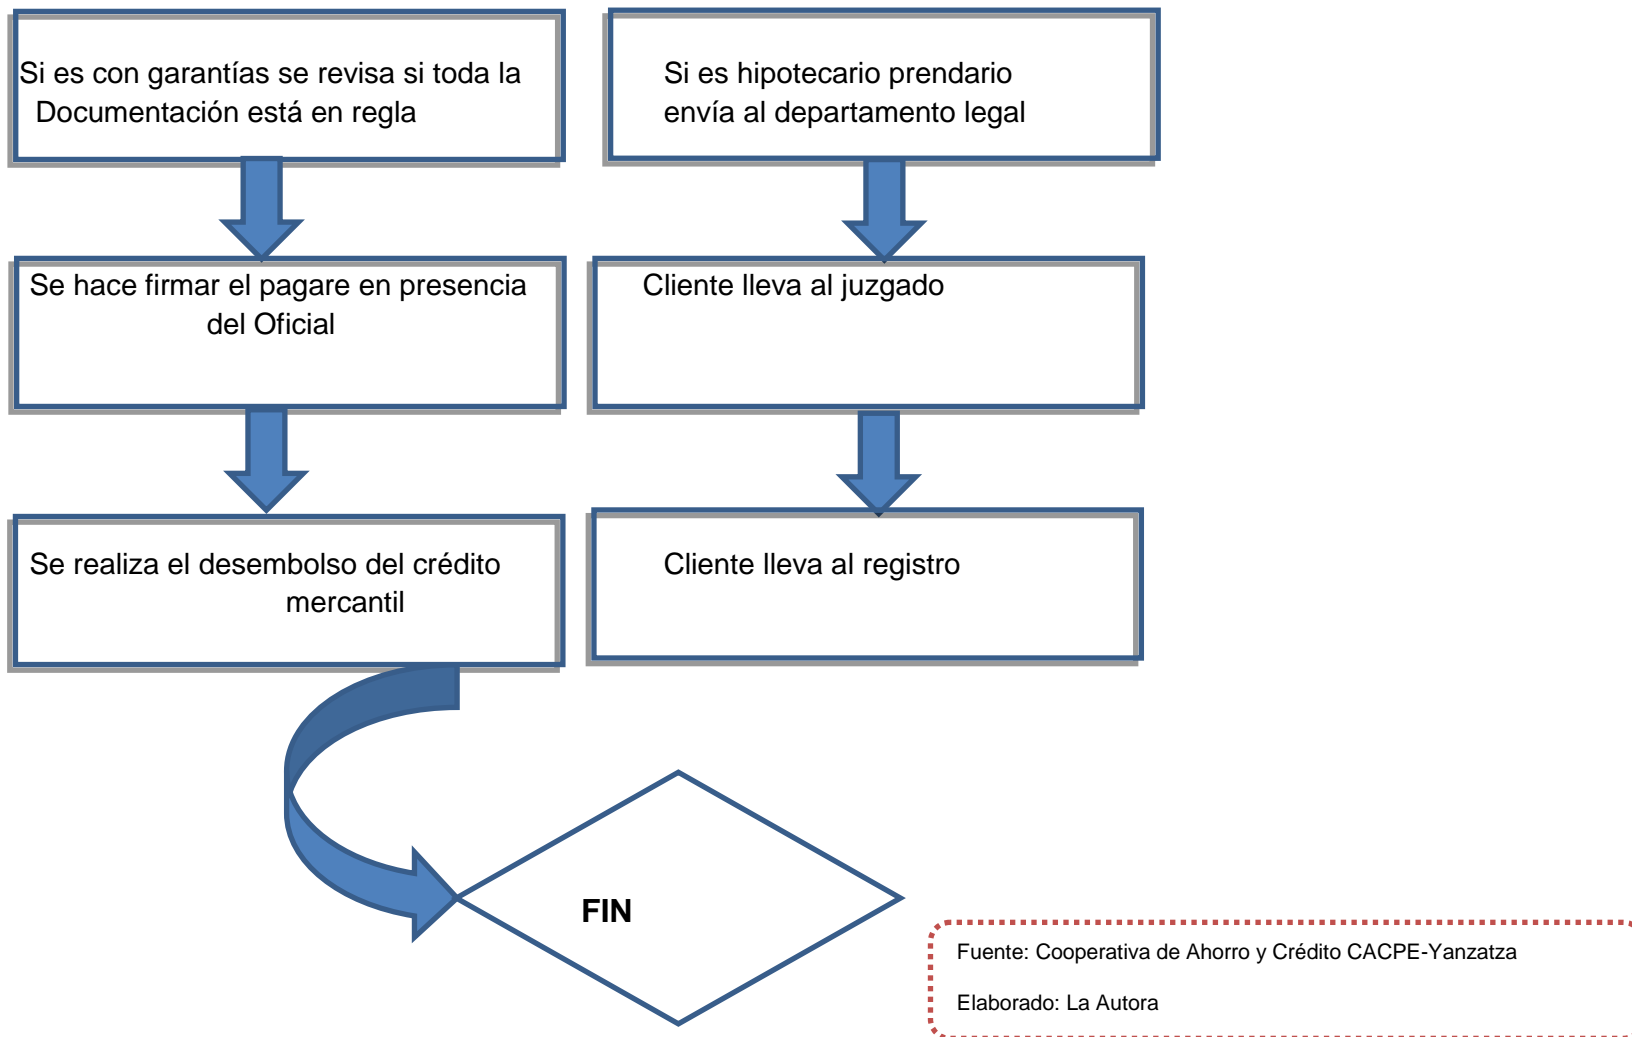 Si es con garantías se revisa si toda la
Documentación está en regla
Si es hipotecario prendario
envía al departamento legal
Se hace firmar el pagare en presencia
del Oficial
Cliente lleva al juzgado
Se realiza el desembolso del crédito
mercantil
Cliente lleva al registro
FIN
Fuente: Cooperativa de Ahorro y Crédito CACPE-Yanzatza
Elaborado: La Autora